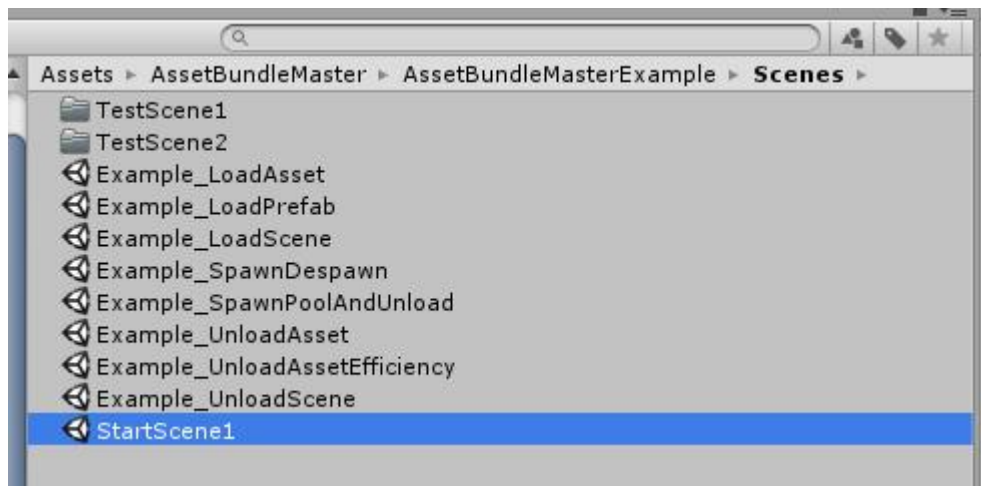 Assets ▸ AssetBundleMaster ▸ AssetBundleMasterExample ▸ Scenes ▸
TestScene1
TestScene2
Example_LoadAsset
Example_LoadPrefab
Example_LoadScene
Example_SpawnDespawn
Example_SpawnPoolAndUnload
Example_UnloadAsset
Example_UnloadAssetEfficiency
Example_UnloadScene
StartScene1